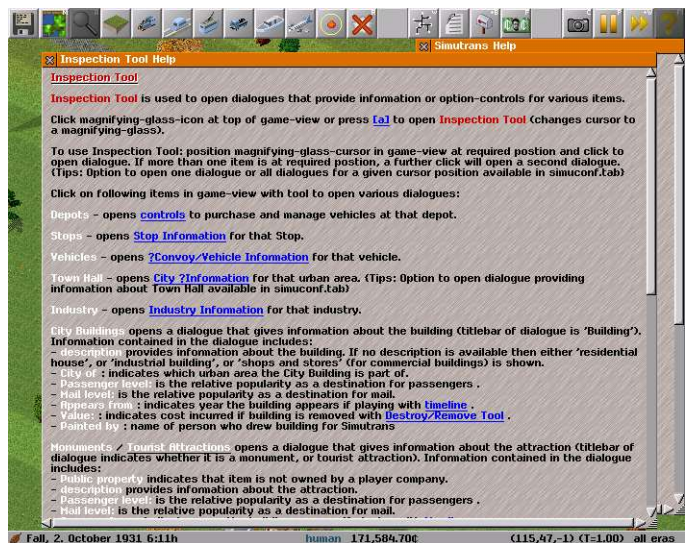 Simutrans Help
Inspection Tool Help
Inspection Tool
Inspection Tool is used to open dialogues that provide information or option-controls for various items.
Click magnifying-glass-icon at top of game-view or press [a] to open Inspection Tool (changes cursor to
a magnifying-glass).
To use Inspection Tool: position magnifying-glass-cursor in game-view at required position and click to
open dialogue. If more than one item is at required postion, a further click will open a second dialogue.
(Tips: Option to open one dialogue or all dialogues for a given cursor position available in simuconf.tab)
Click on following items in game-view with tool to open various dialogues:
Depots - opens controls to purchase and manage vehicles at that depot.
Stops - opens Stop Information for that Stop.
Vehicles - opens ?Convoy/Vehicle Information for that vehicle.
Town Hall - opens City ?Information for that urban area. (Tips: Option to open dialogue providing
information about Town Hall available in simuconf.tab)
Industry - opens Industry Information for that industry.
City Buildings opens a dialogue that gives information about the building (titlebar of dialogue is 'Building').
Information contained in the dialogue includes:
- description provides infomation about the building. If no description is available then either 'residential
house', or 'industrial building', or 'shops and stores' (for commercial buildings) is shown.
- City of : indicates which urban area the City Building is part of.
- Passenger level: is the relative popularity as a destination for passengers .
- Mail level: is the relative popularity as a destination for mail.
- Appears from : indicates year the building appears if playing with timeline .
- Value: : indicates cost incurred if building is removed with Destroy/Remove Tool .
- Painted by : name of person who drew building for Simutrans
Monuments / Tourist Attractions opens a dialogue that gives information about the attraction (titlebar of
dialogue indicates whether it is a monument, or tourist attraction). Information contained in the dialogue
includes:
- Public property indicates that item is not owned by a player company.
- description provides information about the attraction.
- Passenger level: is the relative popularity as a destination for passengers .
- Mail level: is the relative popularity as a destination for mail.
Fall, 2. October 1931 6:11h human 171,584.70¢ (115,47,-1) (T=1.00) all eras